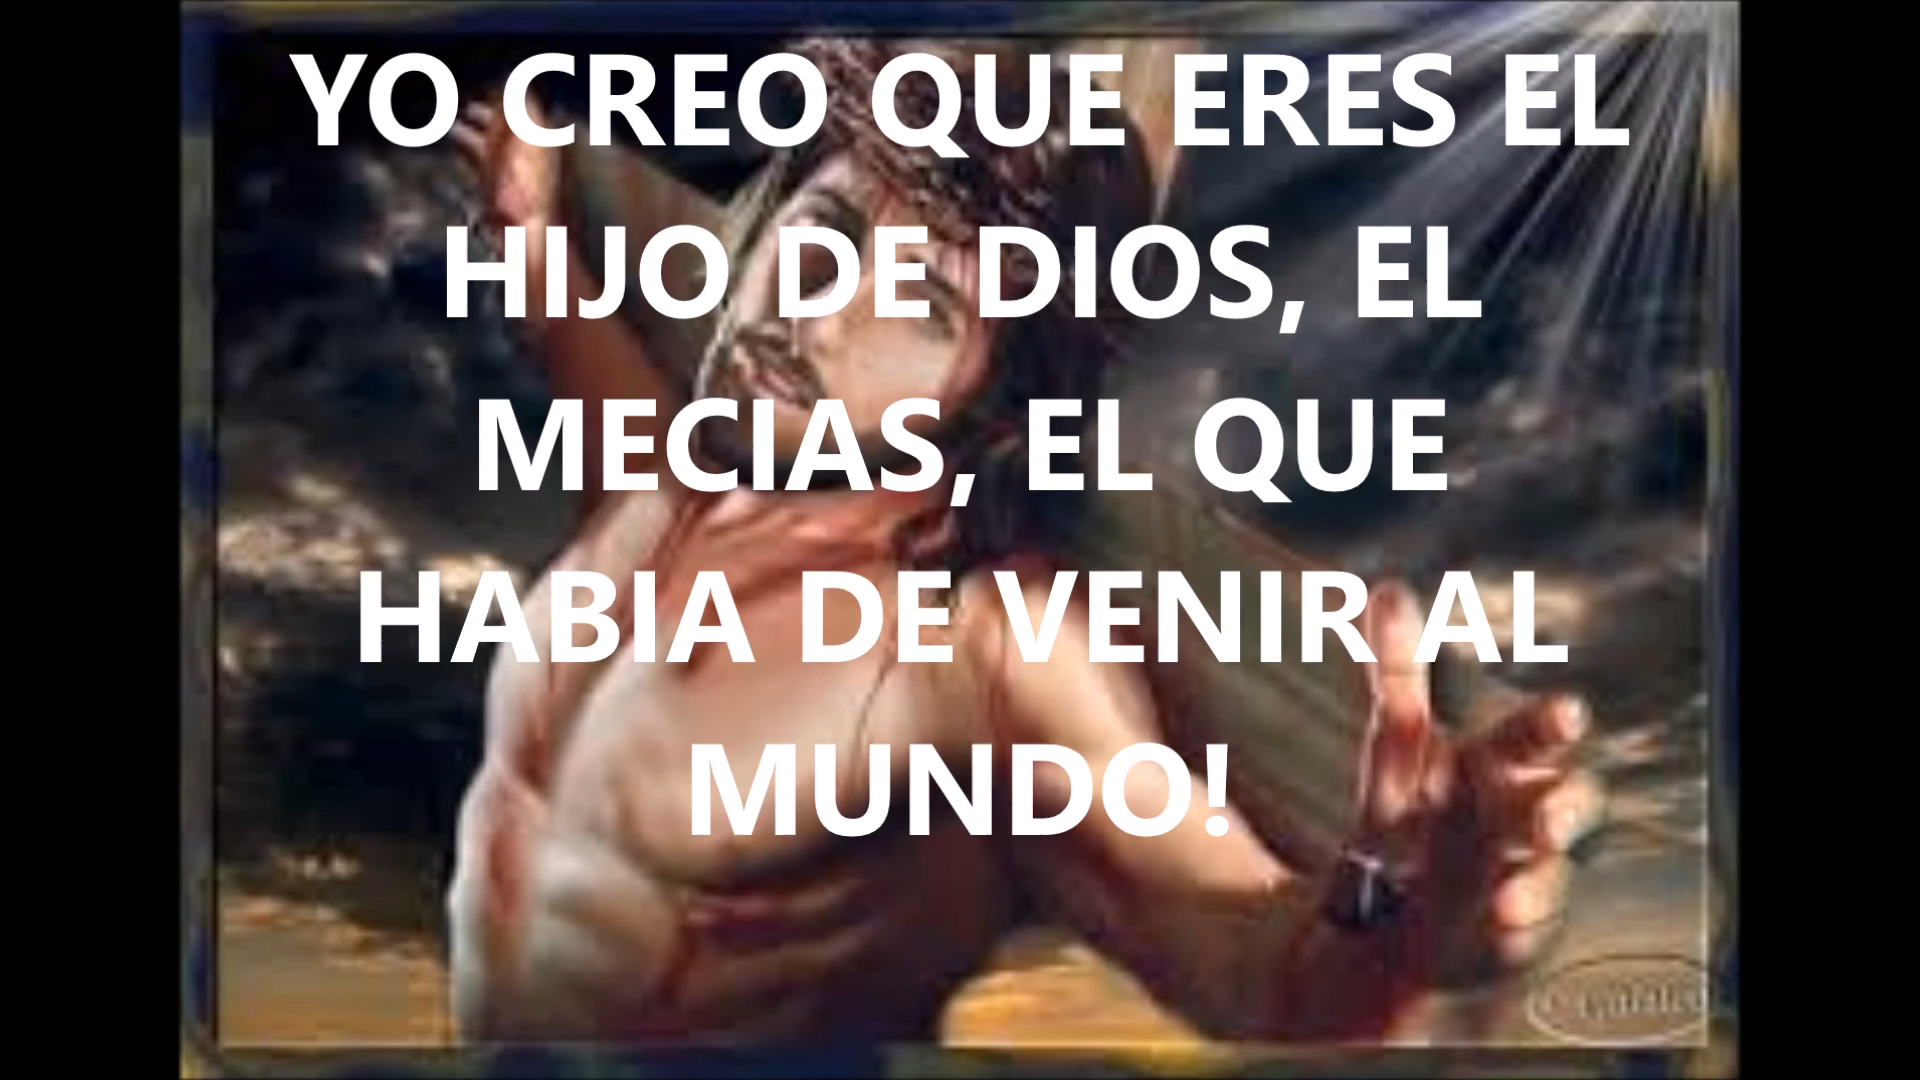 YO CREO QUE ERES EL
HIJO DE DIOS, EL
MECIAS, EL QUE
HABIA DE VENIR AL
MUNDO!